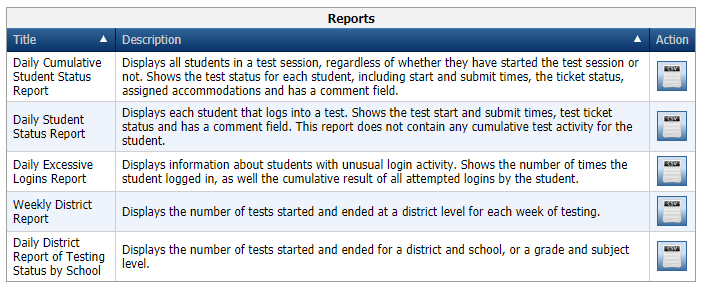 Reports
Title Description Action
Daily Cumulative
Student Status
Report
Displays all students in a test session, regardless of whether they have started the test session or
not. Shows the test status for each student, including start and submit times, the ticket status,
assigned accommodations and has a comment field.
CSV
Daily Student
Status Report
Displays each student that logs into a test. Shows the test start and submit times, test ticket
status and has a comment field. This report does not contain any cumulative test activity for the
student.
CSV
Daily Excessive
Logins Report
Displays information about students with unusual login activity. Shows the number of times the
student logged in, as well the cumulative result of all attempted logins by the student.
CSV
Weekly District
Report
Displays the number of tests started and ended at a district level for each week of testing.
CSV
Daily District
Report of Testing
Status by School
Displays the number of tests started and ended for a district and school, or a grade and subject
level.
CSV